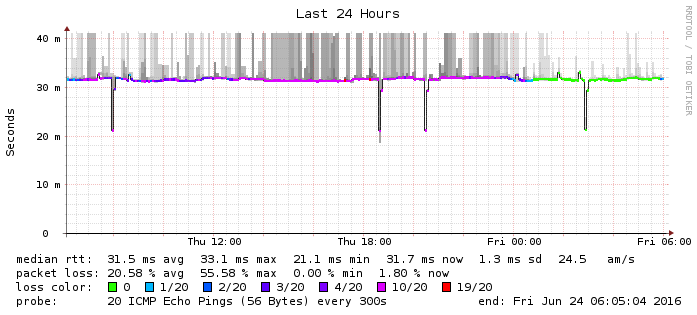 Last 24 Hours
RRDTOOL / TOBI OETIKER
Seconds
40 m
30 m
20 m
10 m
0
Thu 12:00 Thu 18:00 Fri 00:00 Fri 06:00
median rtt: 31.5 ms avg 33.1 ms max 21.1 ms min 31.7 ms now 1.3 ms sd 24.5 am/s
packet loss: 20.58 % avg 55.58 % max 0.00 % min 1.80 % now
loss color: 0 1/20 2/20 3/20 4/20 10/20 19/20
probe: 20 ICMP Echo Pings (56 Bytes) every 300s end: Fri Jun 24 06:05:04 2016